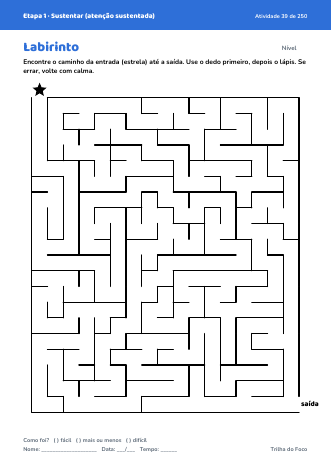 Etapa 1 · Sustentar (atenção sustentada)
Atividade 39 de 250
Labirinto
Nível
Encontre o caminho da entrada (estrela) até a saída. Use o dedo primeiro, depois o lápis. Se
errar, volte com calma.
saída
Como foi? ( ) fácil ( ) mais ou menos ( ) difícil
Nome: ____________________ Data: ___/___ Tempo: ______
Trilha do Foco